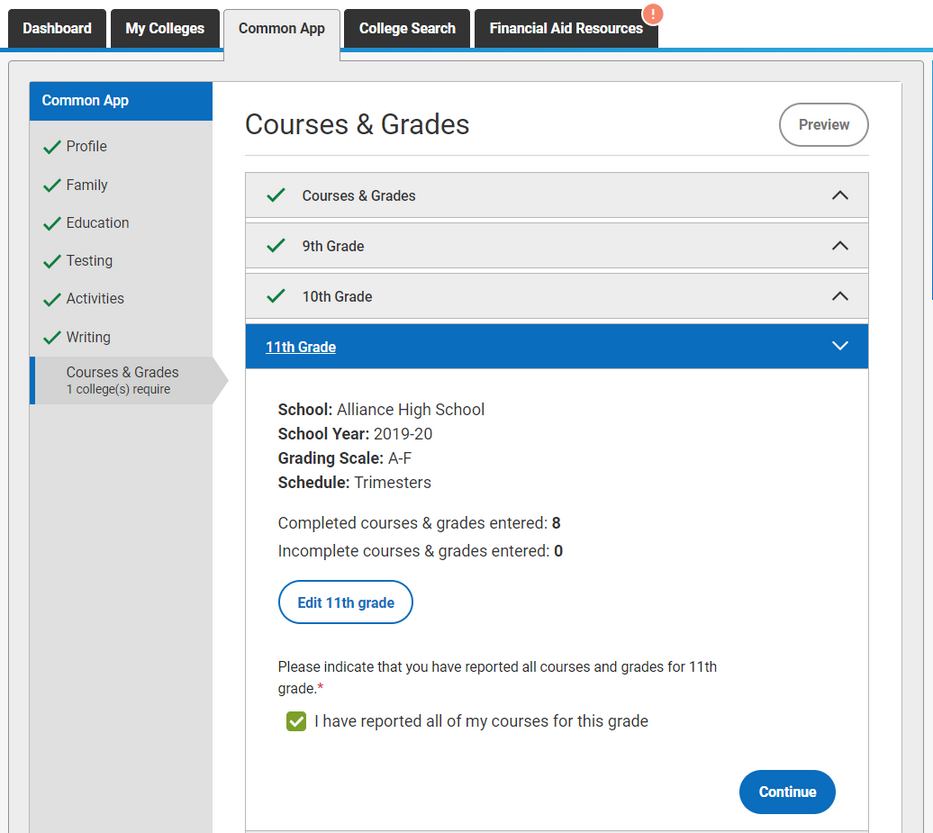 Dashboard
My Colleges
Common App
College Search
Financial Aid Resources
!
Common App
Profile
Family
Education
Testing
Activities
Writing
Courses & Grades
1 college(s) require
Courses & Grades
Preview
Courses & Grades
9th Grade
10th Grade
11th Grade
School: Alliance High School
School Year: 2019-20
Grading Scale: A-F
Schedule: Trimesters
Completed courses & grades entered: 8
Incomplete courses & grades entered: 0
Edit 11th grade
Please indicate that you have reported all courses and grades for 11th
grade.*
I have reported all of my courses for this grade
Continue